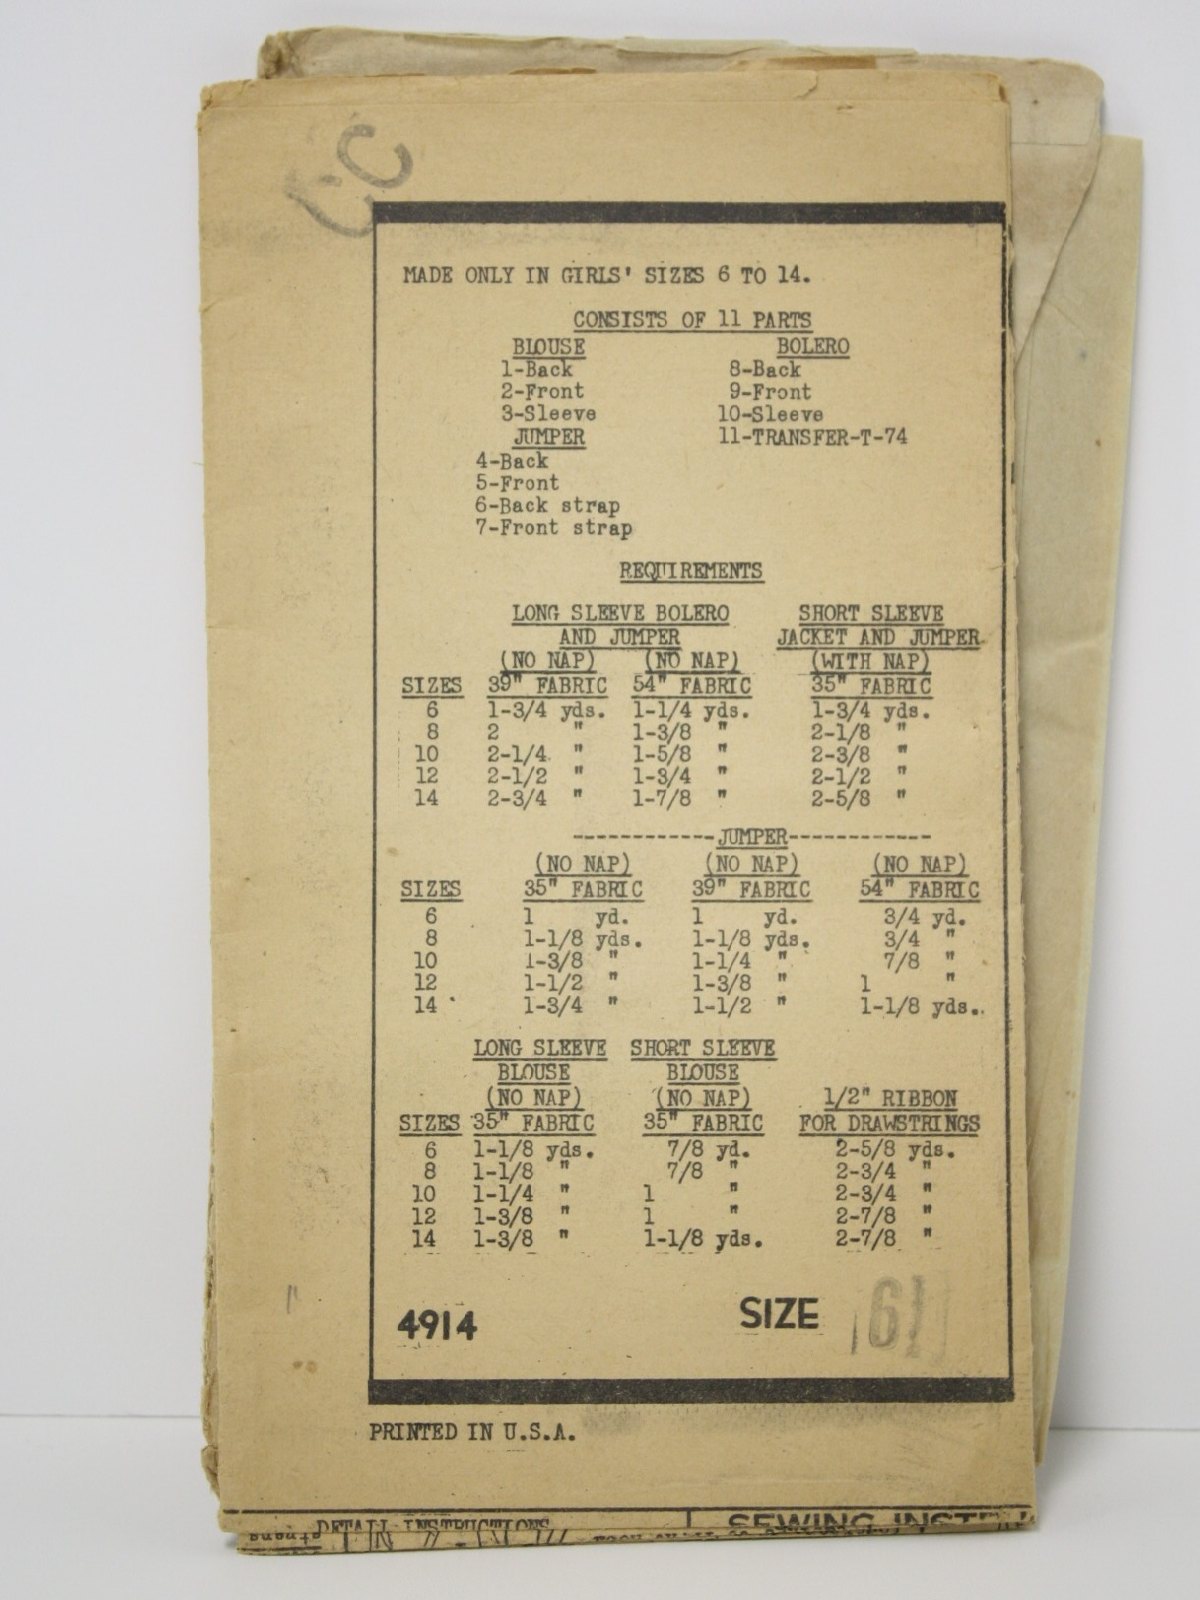 MADE ONLY IN GIRLS' SIZES 6 TO 14.
CONSISTS OF 11 PARTS
BLOUSE
1-Back
2-Front
3-Sleeve
JUMPER
4-Back
5-Front
6-Back strap
7-Front strap
BOLERO
8-Back
9-Front
10-Sleeve
11-TRANSFER-T-74
REQUIREMENTS
LONG SLEEVE BOLERO SHORT SLEEVE
AND JUMPER JACKET AND JUMPER
(NO NAP) (NO NAP) (WITH NAP)
SIZES 39" FABRIC 54" FABRIC 35" FABRIC
6 1-3/4 yds. 1-1/4 yds. 1-3/4 yds.
8 2 " 1-3/8 " 2-1/8 "
10 2-1/4 " 1-5/8 " 2-3/8 "
12 2-1/2 " 1-3/4 " 2-1/2 "
14 2-3/4 " 1-7/8 " 2-5/8 "
------------JUMPER------------
(NO NAP) (NO NAP) (NO NAP)
SIZES 35" FABRIC 39" FABRIC 54" FABRIC
6 1 yd. 1 yd. 3/4 yd.
8 1-1/8 yds. 1-1/8 yds. 3/4 "
10 1-3/8 " 1-1/4 " 7/8 "
12 1-1/2 " 1-3/8 " 1 "
14 1-3/4 " 1-1/2 " 1-1/8 yds.
LONG SLEEVE SHORT SLEEVE
BLOUSE BLOUSE
(NO NAP) (NO NAP) 1/2" RIBBON
SIZES 35" FABRIC 35" FABRIC FOR DRAWSTRINGS
6 1-1/8 yds. 7/8 yd. 2-5/8 yds.
8 1-1/8 " 7/8 " 2-3/4 "
10 1-1/4 " 1 " 2-3/4 "
12 1-3/8 " 1 " 2-7/8 "
14 1-3/8 " 1-1/8 yds. 2-7/8 "
4914 SIZE 6
PRINTED IN U.S.A.
DETAIL INSTRUCTIONS SEWING